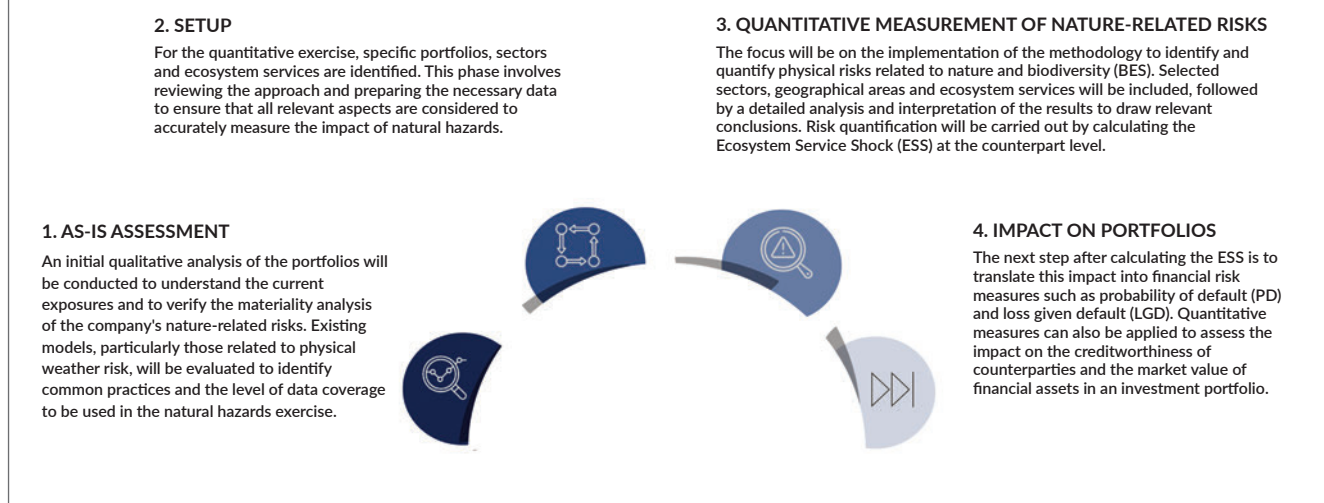 2. SETUP
For the quantitative exercise, specific portfolios, sectors
and ecosystem services are identified. This phase involves
reviewing the approach and preparing the necessary data
to ensure that all relevant aspects are considered to
accurately measure the impact of natural hazards.
3. QUANTITATIVE MEASUREMENT OF NATURE-RELATED RISKS
The focus will be on the implementation of the methodology to identify and
quantify physical risks related to nature and biodiversity (BES). Selected
sectors, geographical areas and ecosystem services will be included, followed
by a detailed analysis and interpretation of the results to draw relevant
conclusions. Risk quantification will be carried out by calculating the
Ecosystem Service Shock (ESS) at the counterpart level.
1. AS-IS ASSESSMENT
An initial qualitative analysis of the portfolios will
be conducted to understand the current
exposures and to verify the materiality analysis
of the company's nature-related risks. Existing
models, particularly those related to physical
weather risk, will be evaluated to identify
common practices and the level of data coverage
to be used in the natural hazards exercise.
4. IMPACT ON PORTFOLIOS
The next step after calculating the ESS is to
translate this impact into financial risk
measures such as probability of default (PD)
and loss given default (LGD). Quantitative
measures can also be applied to assess the
impact on the creditworthiness of
counterparties and the market value of
financial assets in an investment portfolio.